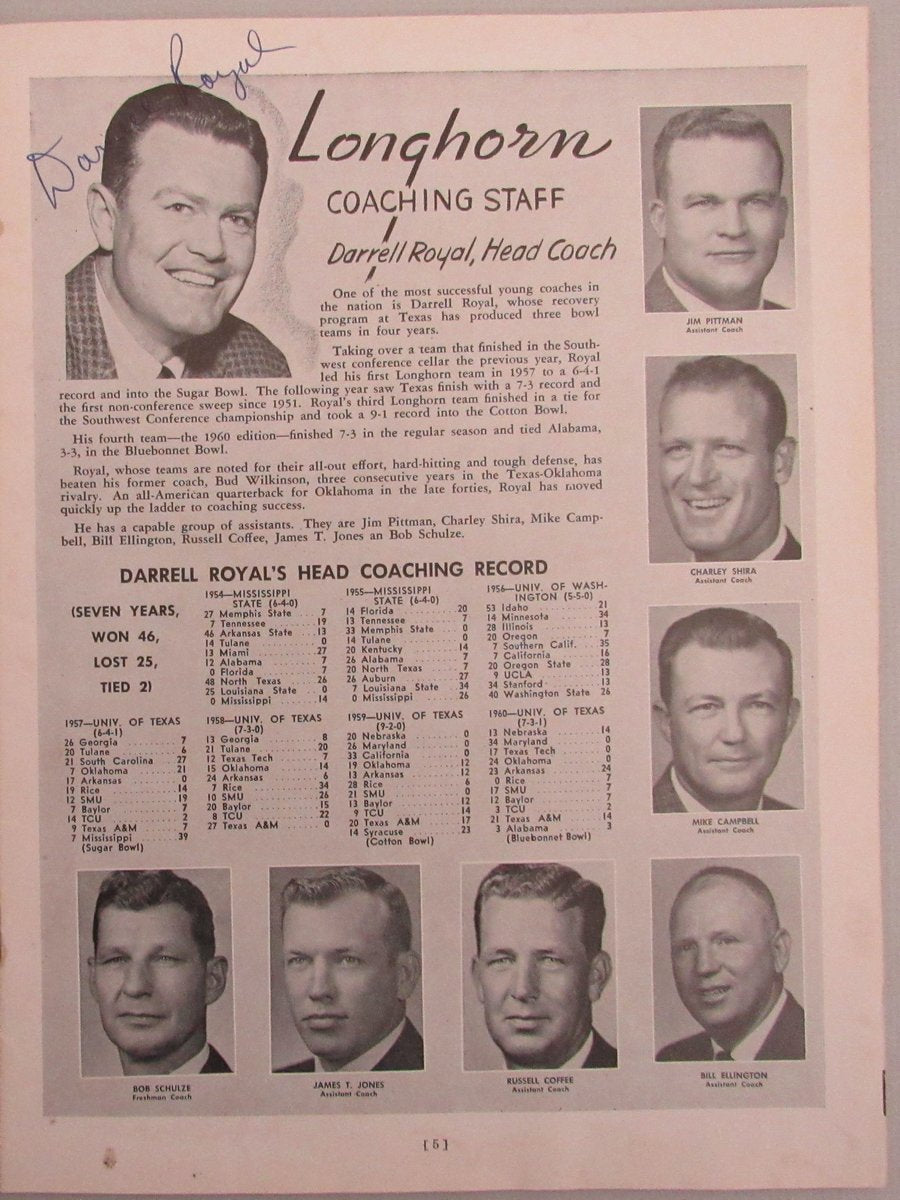 Darrell Royal
Longhorn
COACHING STAFF
Darrell Royal, Head Coach
One of the most successful young coaches in
the nation is Darrell Royal, whose recovery
program at Texas has produced three bowl
teams in four years.
Taking over a team that finished in the South-
west conference cellar the previous year, Royal
led his first Longhorn team in 1957 to a 6-4-1
record and into the Sugar Bowl. The following year saw Texas finish with a 7-3 record and
the first non-conference sweep since 1951. Royal's third Longhorn team finished in a tie for
the Southwest Conference championship and took a 9-1 record into the Cotton Bowl.
His fourth team—the 1960 edition—finished 7-3 in the regular season and tied Alabama,
3-3, in the Bluebonnet Bowl.
Royal, whose teams are noted for their all-out effort, hard-hitting and tough defense, has
beaten his former coach, Bud Wilkinson, three consecutive years in the Texas-Oklahoma
rivalry. An all-American quarterback for Oklahoma in the late forties, Royal has moved
quickly up the ladder to coaching success.
He has a capable group of assistants. They are Jim Pittman, Charley Shira, Mike Camp-
bell, Bill Ellington, Russell Coffee, James T. Jones an Bob Schulze.
JIM PITTMAN
Assistant Coach
CHARLEY SHIRA
Assistant Coach
MIKE CAMPBELL
Assistant Coach
DARRELL ROYAL'S HEAD COACHING RECORD
(SEVEN YEARS,
WON 46,
LOST 25,
TIED 2)
1954—MISSISSIPPI
STATE (6-4-0)
27 Memphis State ... 7
7 Tennessee ... 19
46 Arkansas State ... 13
14 Tulane ... 0
13 Miami ... 27
12 Alabama ... 7
0 Florida ... 7
48 North Texas ... 26
25 Louisiana State ... 0
0 Mississippi ... 14
1955—MISSISSIPPI
STATE (6-4-0)
14 Florida ... 20
13 Tennessee ... 7
33 Memphis State ... 0
14 Tulane ... 0
20 Kentucky ... 14
26 Alabama ... 7
20 North Texas ... 7
26 Auburn ... 27
7 Louisiana State ... 34
0 Mississippi ... 26
1956—UNIV. OF WASH-
INGTON (5-5-0)
53 Idaho ... 21
14 Minnesota ... 34
28 Illinois ... 13
20 Oregon ... 7
7 Southern Calif. ... 35
7 California ... 16
20 Oregon State ... 28
9 UCLA ... 13
34 Stanford ... 13
40 Washington State 26
1957—UNIV. OF TEXAS
(6-4-1)
26 Georgia ... 7
20 Tulane ... 6
21 South Carolina ... 27
7 Oklahoma ... 21
17 Arkansas ... 0
19 Rice ... 14
12 SMU ... 19
7 Baylor ... 7
14 TCU ... 2
9 Texas A&M ... 7
7 Mississippi ... 39
(Sugar Bowl)
1958—UNIV. OF TEXAS
(7-3-0)
13 Georgia ... 8
21 Tulane ... 20
12 Texas Tech ... 7
15 Oklahoma ... 14
24 Arkansas ... 6
7 Rice ... 34
10 SMU ... 26
20 Baylor ... 15
8 TCU ... 22
27 Texas A&M ... 0
1959—UNIV. OF TEXAS
(9-2-0)
20 Nebraska ... 0
26 Maryland ... 0
33 California ... 0
19 Oklahoma ... 12
13 Arkansas ... 12
28 Rice ... 6
21 SMU ... 0
13 Baylor ... 12
9 TCU ... 14
20 Texas A&M ... 17
14 Syracuse ... 23
(Cotton Bowl)
1960—UNIV. OF TEXAS
(7-3-1)
13 Nebraska ... 14
34 Maryland ... 0
17 Texas Tech ... 0
24 Oklahoma ... 0
23 Arkansas ... 24
0 Rice ... 7
17 SMU ... 7
12 Baylor ... 7
3 TCU ... 2
21 Texas A&M ... 14
3 Alabama ... 3
(Bluebonnet Bowl)
BOB SCHULZE
Freshman Coach
JAMES T. JONES
Assistant Coach
RUSSELL COFFEE
Assistant Coach
BILL ELLINGTON
Assistant Coach
[5]